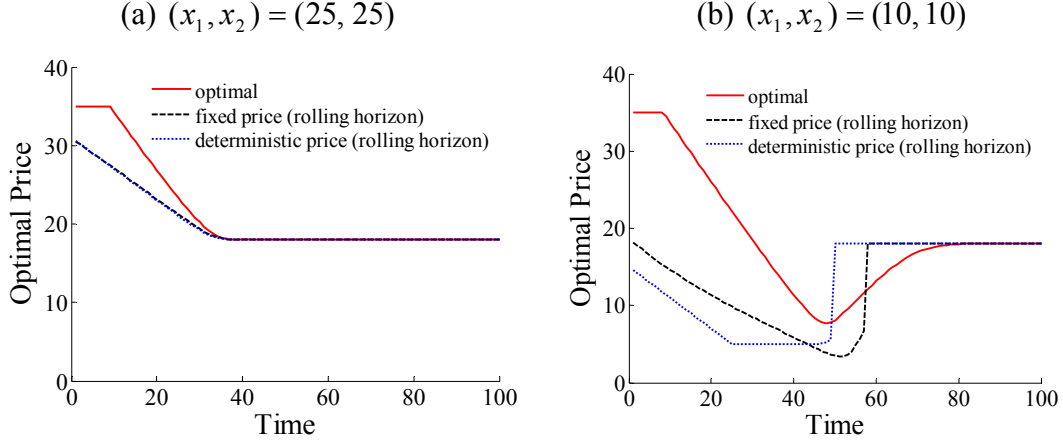 (a) (x₁, x₂) = (25, 25)
40
30
20
10
0
0 20 40 60 80 100
Optimal Price
Time
optimal
fixed price (rolling horizon)
deterministic price (rolling horizon)
(b) (x₁, x₂) = (10, 10)
40
30
20
10
0
0 20 40 60 80 100
Optimal Price
Time
optimal
fixed price (rolling horizon)
deterministic price (rolling horizon)